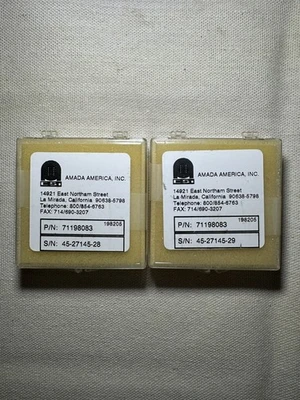 AMADA AMERICA, INC.
14921 East Northam Street
La Mirada, California 90638-5798
Telephone: 800/854-6763
FAX: 714/690-3207
198205
P/N: 71198083
S/N: 45-27145-28
AMADA AMERICA, INC.
14921 East Northam Street
La Mirada, California 90638-5798
Telephone: 800/854-6763
FAX: 714/690-3207
198205
P/N: 71198083
S/N: 45-27145-29